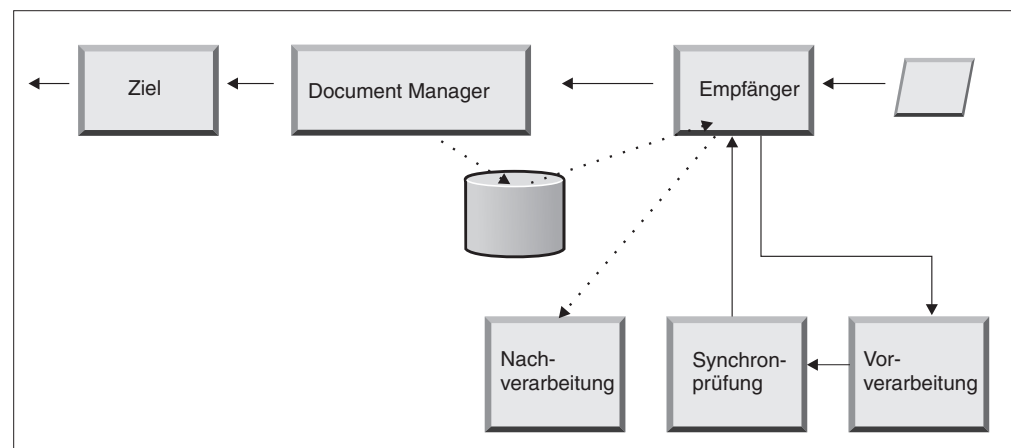 Ziel
Document Manager
Empfänger
Nach-
verarbeitung
Synchron-
prüfung
Vor-
verarbeitung